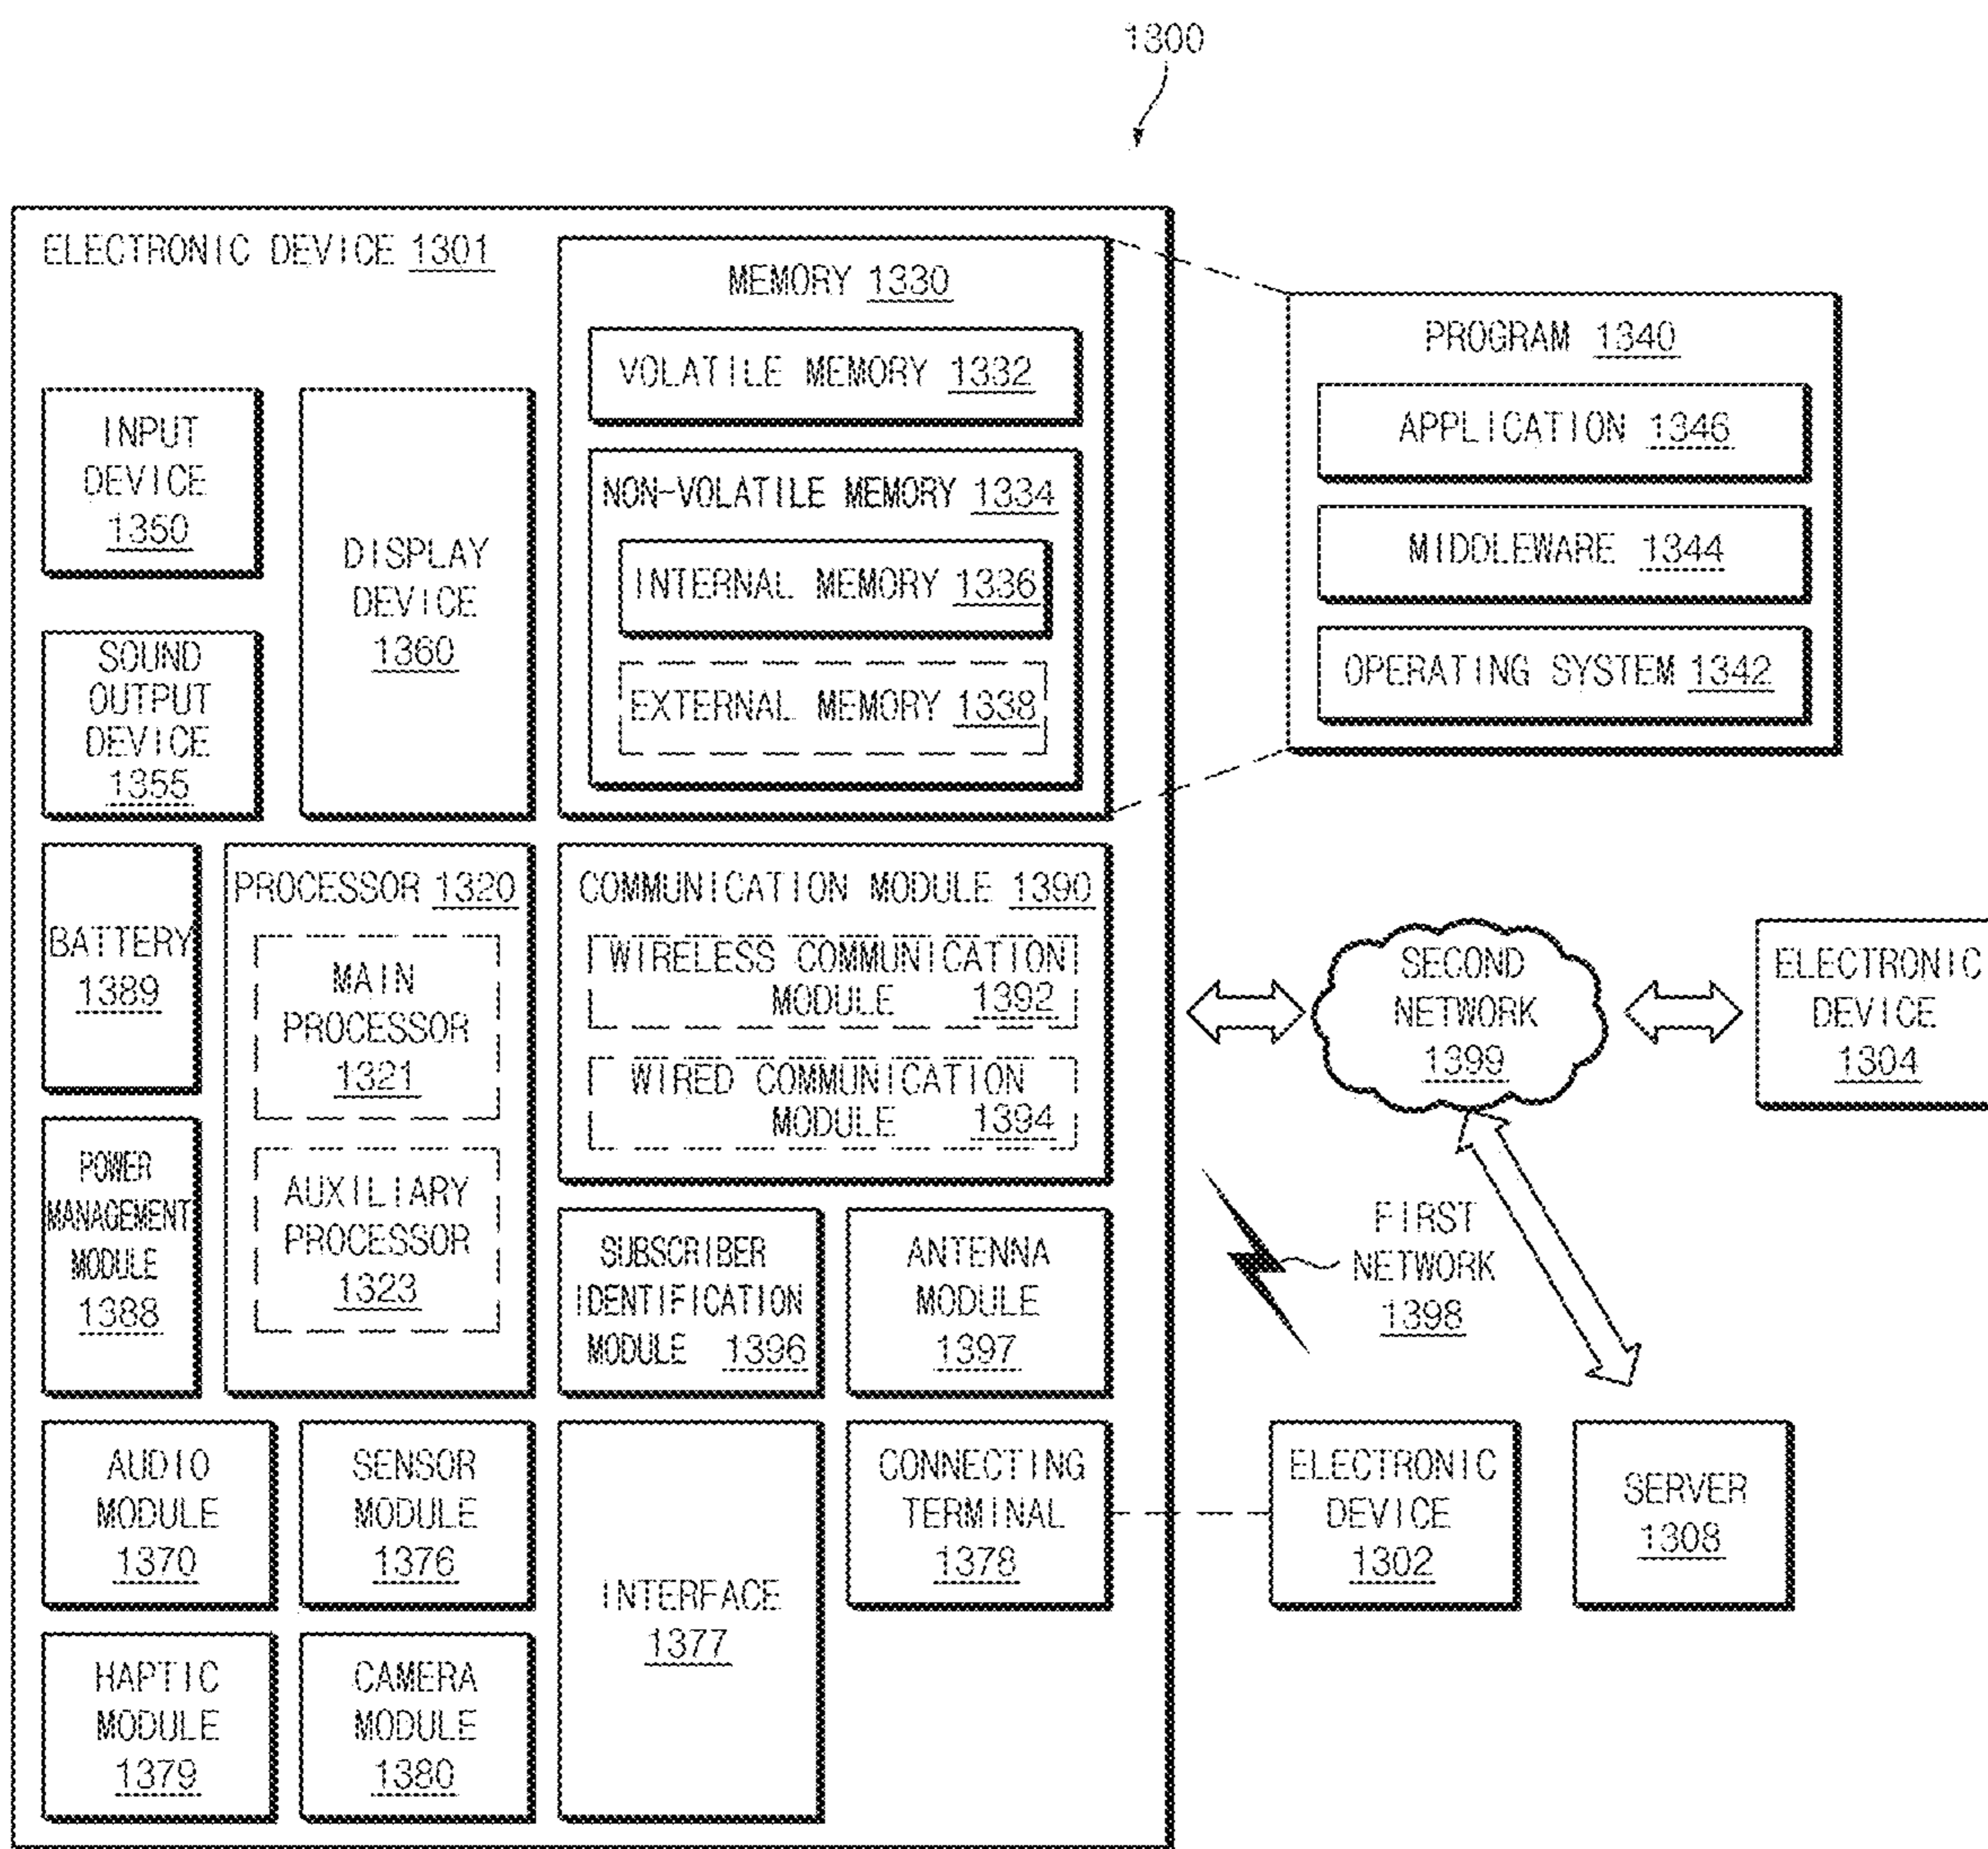 1300
ELECTRONIC DEVICE 1301
MEMORY 1330
VOLATILE MEMORY 1332
NON-VOLATILE MEMORY 1334
INTERNAL MEMORY 1336
EXTERNAL MEMORY 1338
PROGRAM 1340
APPLICATION 1346
MIDDLEWARE 1344
OPERATING SYSTEM 1342
INPUT
DEVICE
1350
DISPLAY
DEVICE
1360
SOUND
OUTPUT
DEVICE
1355
BATTERY
1389
PROCESSOR 1320
MAIN
PROCESSOR
1321
AUXILIARY
PROCESSOR
1323
POWER
MANAGEMENT
MODULE
1388
COMMUNICATION MODULE 1390
WIRELESS COMMUNICATION
MODULE 1392
WIRED COMMUNICATION
MODULE 1394
SECOND
NETWORK
1399
ELECTRONIC
DEVICE
1304
SUBSCRIBER
IDENTIFICATION
MODULE 1396
ANTENNA
MODULE
1397
FIRST
NETWORK
1398
AUDIO
MODULE
1370
SENSOR
MODULE
1376
INTERFACE
1377
CONNECTING
TERMINAL
1378
ELECTRONIC
DEVICE
1302
SERVER
1308
HAPTIC
MODULE
1379
CAMERA
MODULE
1380